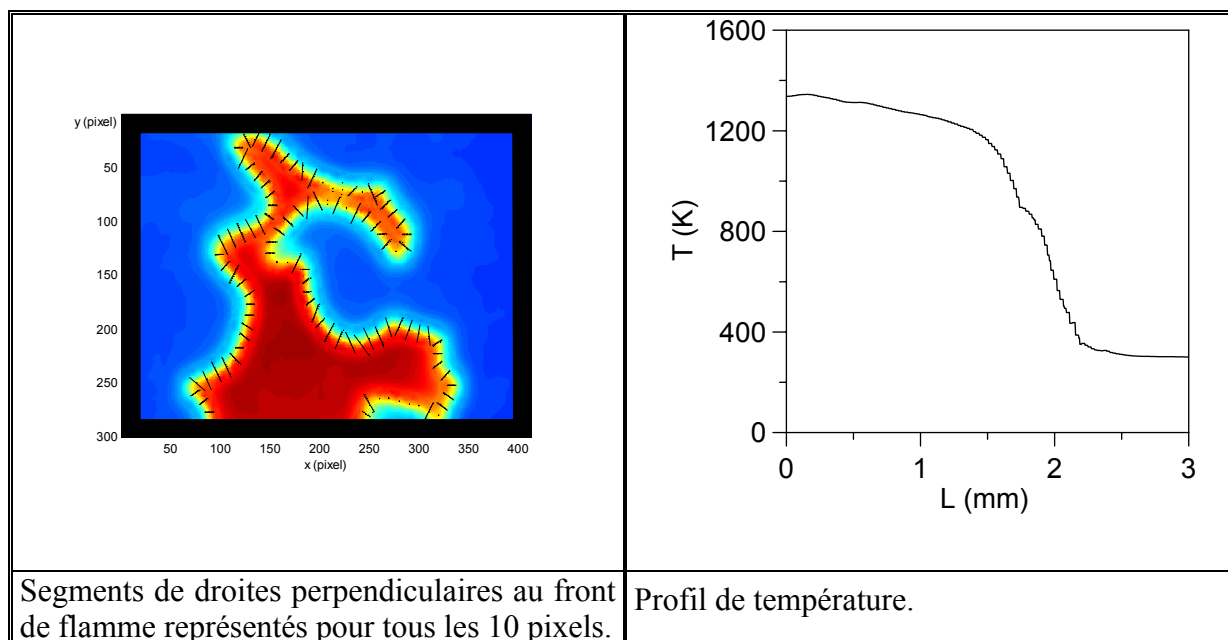 y (pixel)
50
100
150
200
250
300
50 100 150 200 250 300 350 400
x (pixel)
1600
1200
800
400
0
T (K)
0 1 2 3
L (mm)
Segments de droites perpendiculaires au front
de flamme représentés pour tous les 10 pixels.
Profil de température.